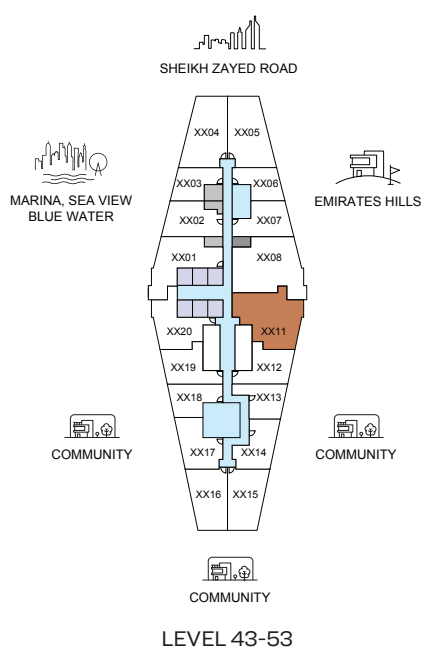 SHEIKH ZAYED ROAD
XX04 XX05
XX03 XX06
MARINA, SEA VIEW
BLUE WATER
EMIRATES HILLS
XX02 XX07
XX01 XX08
XX20 XX11
XX19 XX12
XX18 XX13
COMMUNITY
COMMUNITY
XX17 XX14
XX16 XX15
COMMUNITY
LEVEL 43-53